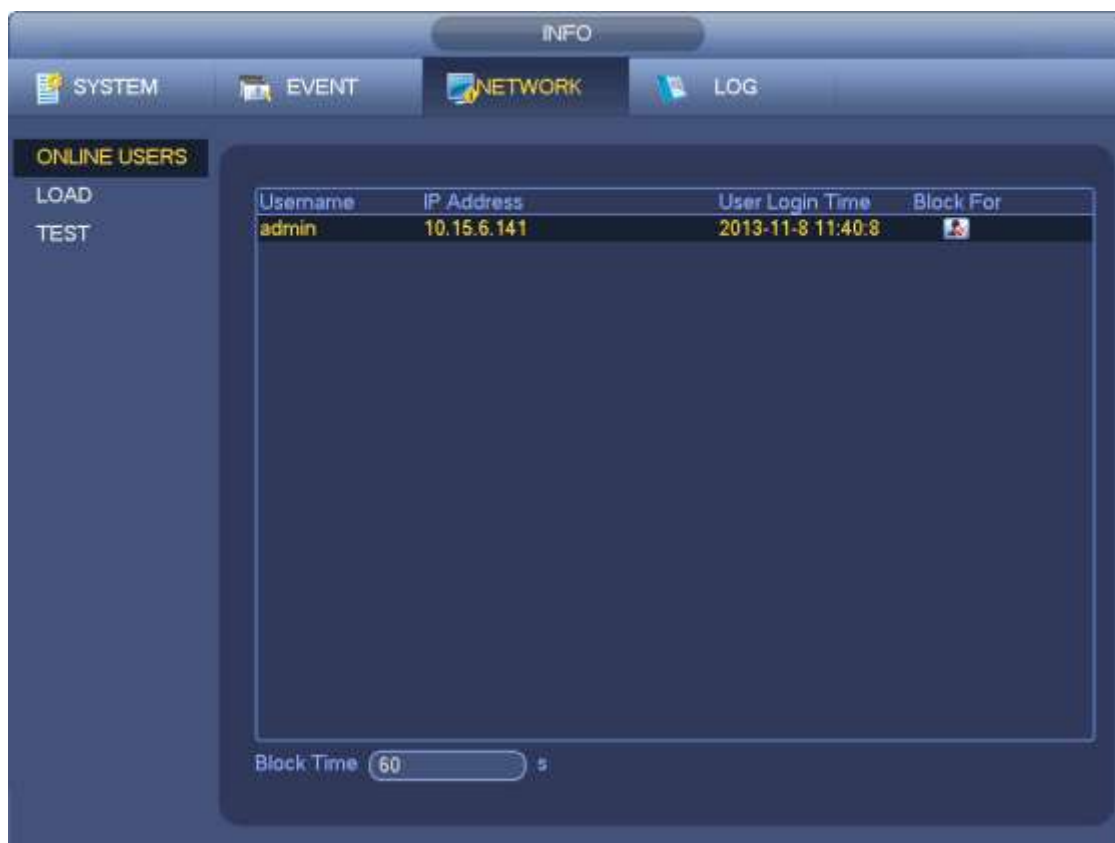 INFO
SYSTEM EVENT NETWORK LOG
ONLINE USERS
LOAD
TEST
Username IP Address User Login Time Block For
admin 10.15.6.141 2013-11-8 11:40:8
Block Time 60 s